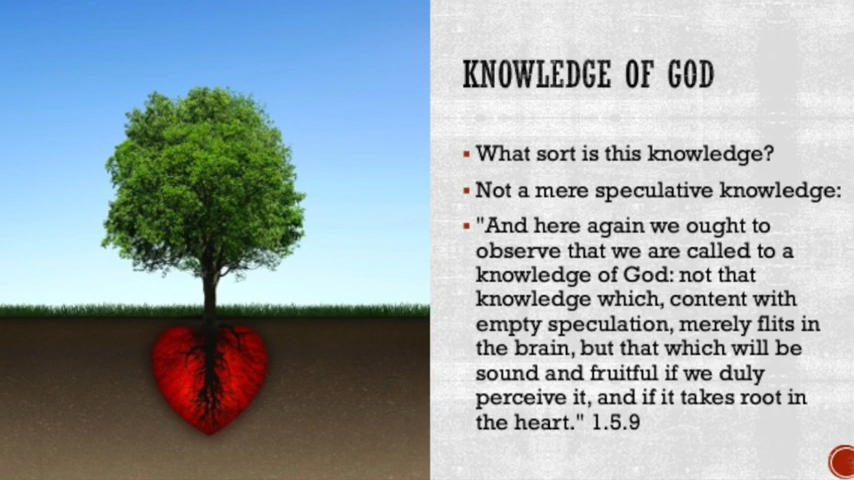 KNOWLEDGE OF GOD
▪ What sort is this knowledge?
▪ Not a mere speculative knowledge:
▪ "And here again we ought to
observe that we are called to a
knowledge of God: not that
knowledge which, content with
empty speculation, merely flits in
the brain, but that which will be
sound and fruitful if we duly
perceive it, and if it takes root in
the heart." 1.5.9